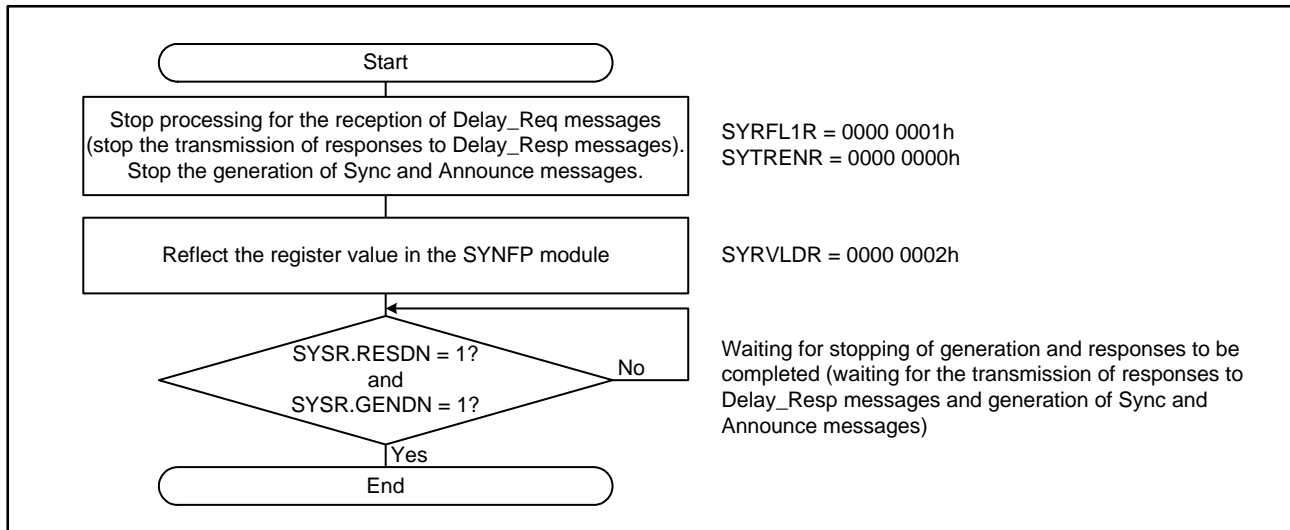 Start
Stop processing for the reception of Delay_Req messages
(stop the transmission of responses to Delay_Resp messages).
Stop the generation of Sync and Announce messages.
SYRFL1R = 0000 0001h
SYTRENR = 0000 0000h
Reflect the register value in the SYNFP module
SYRVLDR = 0000 0002h
SYSR.RESDN = 1?
and
SYSR.GENDN = 1?
No
Waiting for stopping of generation and responses to be
completed (waiting for the transmission of responses to
Delay_Resp messages and generation of Sync and
Announce messages)
Yes
End